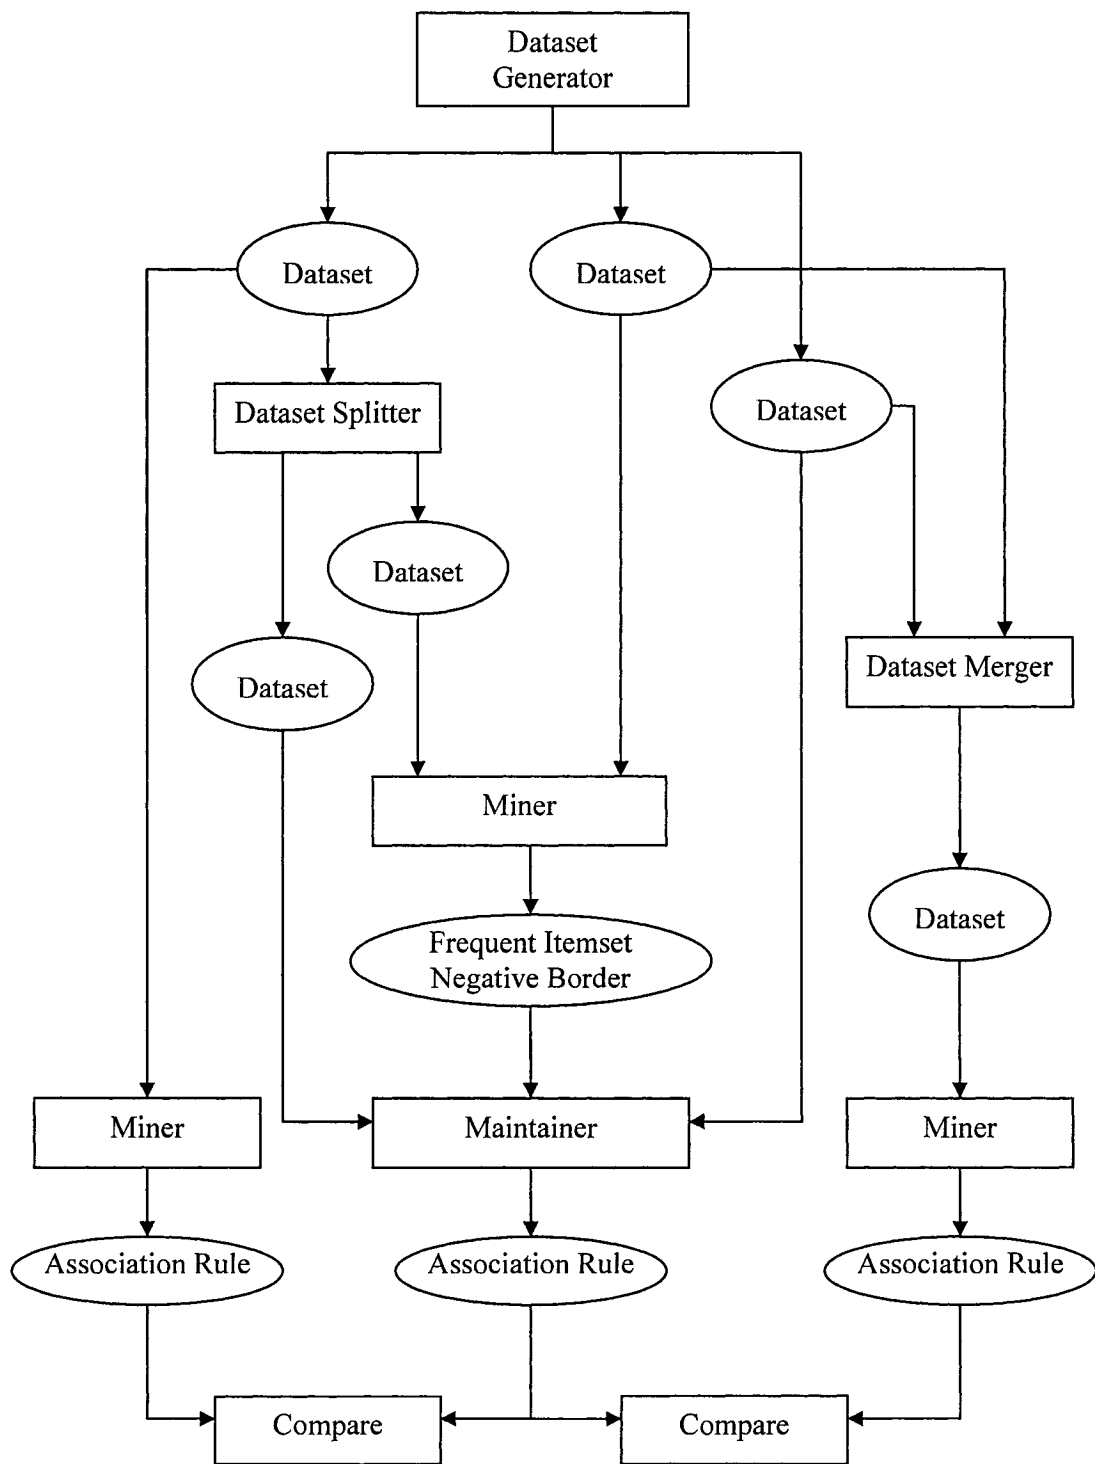 Dataset
Generator
Dataset
Dataset
Dataset
Dataset Splitter
Dataset
Dataset
Dataset Merger
Miner
Dataset
Frequent Itemset
Negative Border
Miner
Maintainer
Miner
Association Rule
Association Rule
Association Rule
Compare
Compare